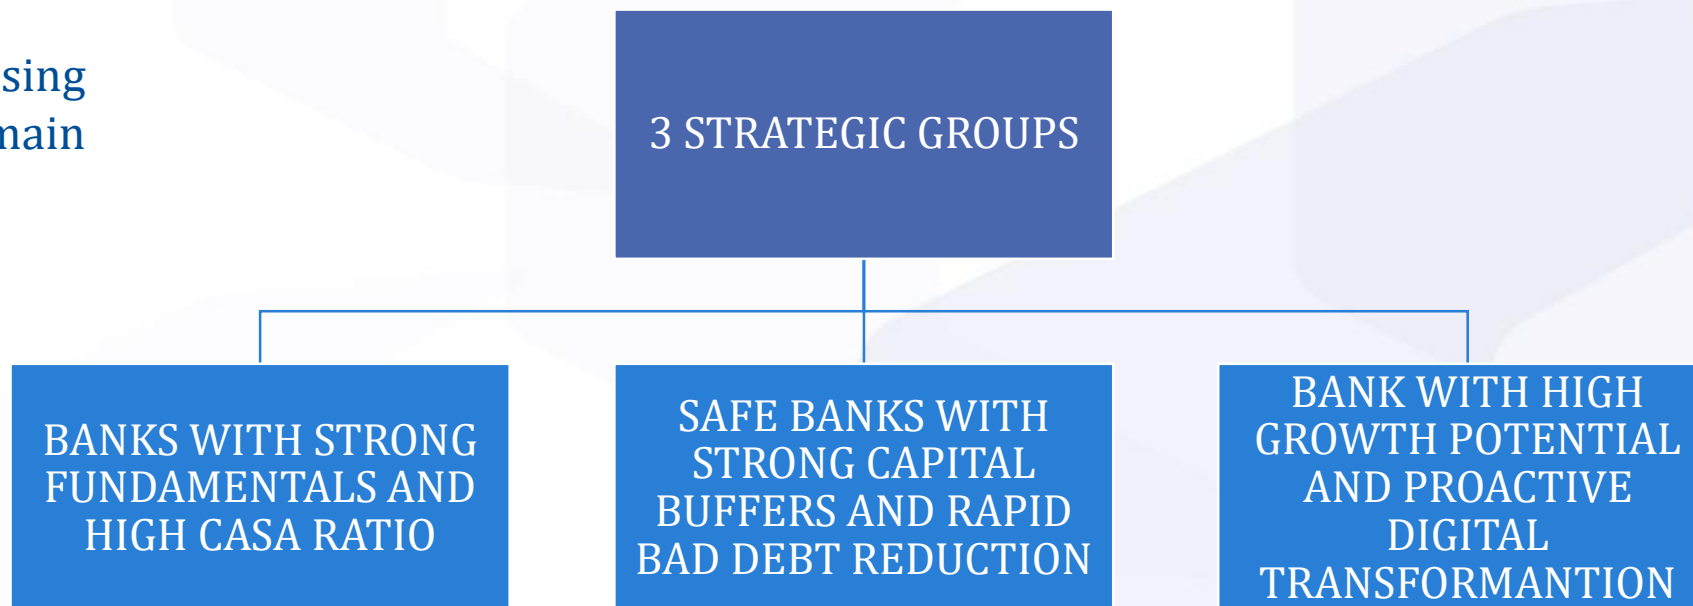 sing
main
3 STRATEGIC GROUPS
BANKS WITH STRONG
FUNDAMENTALS AND
HIGH CASA RATIO
SAFE BANKS WITH
STRONG CAPITAL
BUFFERS AND RAPID
BAD DEBT REDUCTION
BANK WITH HIGH
GROWTH POTENTIAL
AND PROACTIVE
DIGITAL
TRANSFORMANTION